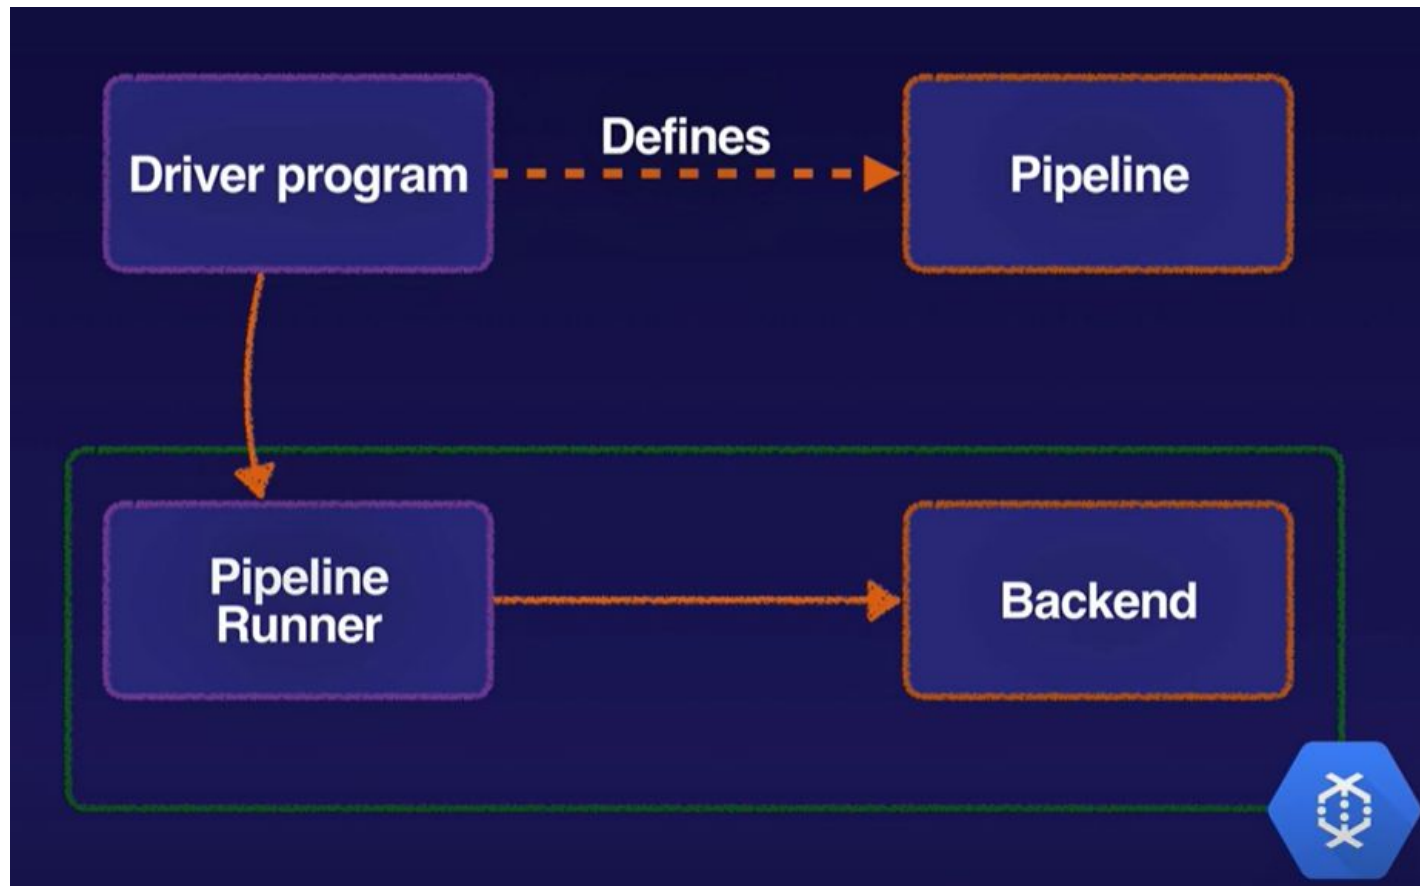 Driver program
Defines
Pipeline
Pipeline
Runner
Backend